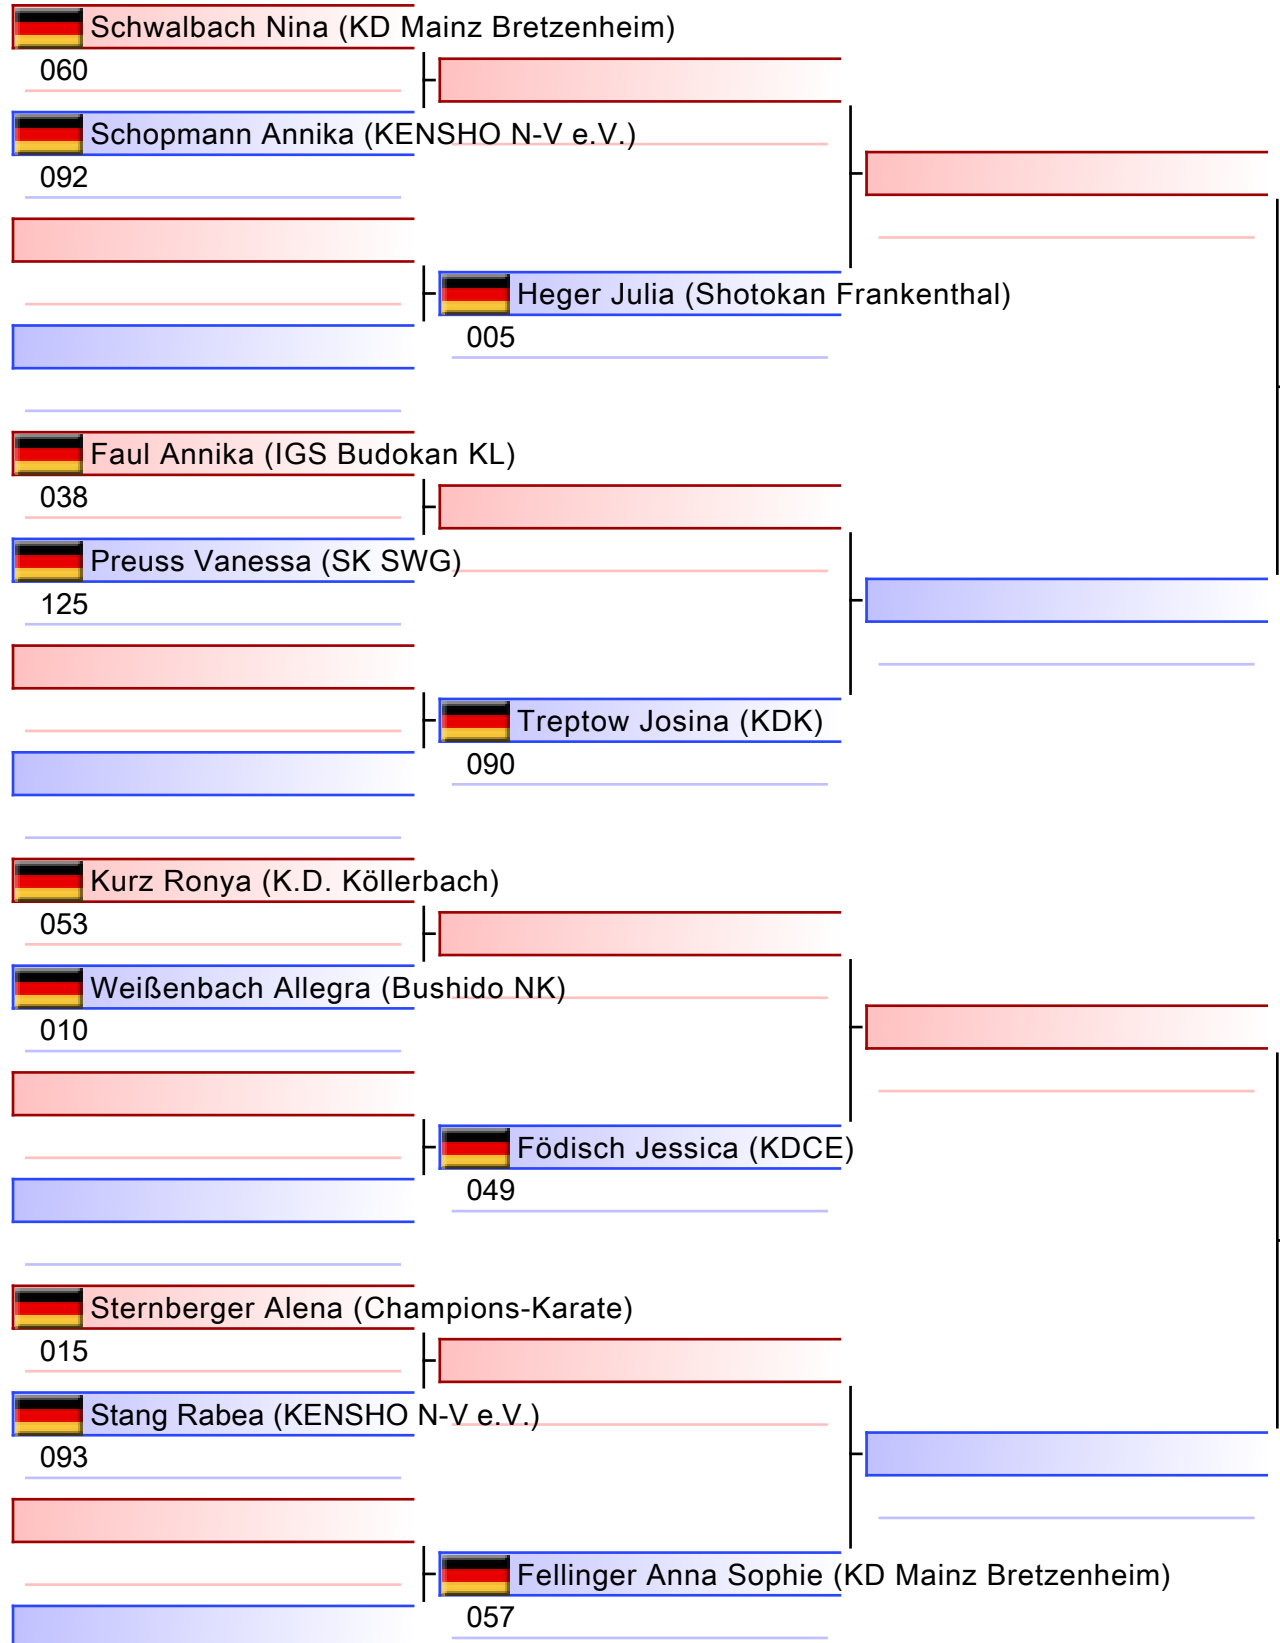 Schwalbach Nina (KD Mainz Bretzenheim)
060
Schopmann Annika (KENSHO N-V e.V.)
092
Heger Julia (Shotokan Frankenthal)
005
Faul Annika (IGS Budokan KL)
038
Preuss Vanessa (SK SWG)
125
Treptow Josina (KDK)
090
Kurz Ronya (K.D. Köllerbach)
053
Weißenbach Allegra (Bushido NK)
010
Födisch Jessica (KDCE)
049
Sternberger Alena (Champions-Karate)
015
Stang Rabea (KENSHO N-V e.V.)
093
Fellinger Anna Sophie (KD Mainz Bretzenheim)
057